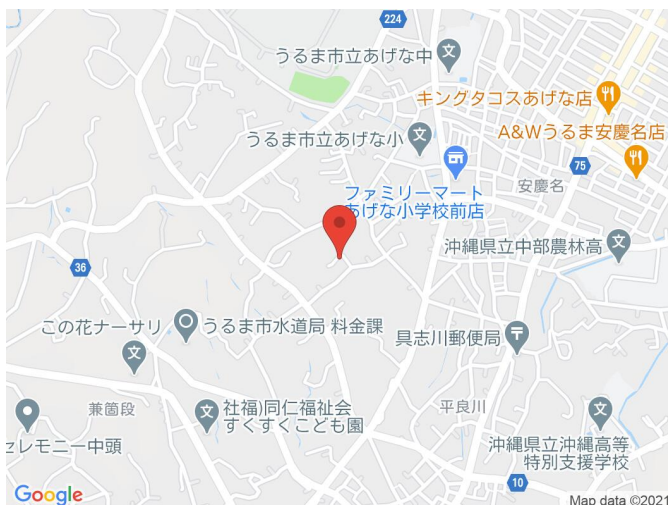 224
うるま市立あげな中
キングタコスあげな店
うるま市立あげな小
A&Wうるま安慶名店
75
安慶名
ファミリーマート
あげな小学校前店
沖縄県立中部農林高
36
この花ナーサリ
うるま市水道局 料金課
具志川郵便局
兼箇段
社福)同仁福祉会
すくすくこども園
平良川
セレモニー中頭
沖縄県立沖縄高等
特別支援学校
10
Google
Map data ©2021